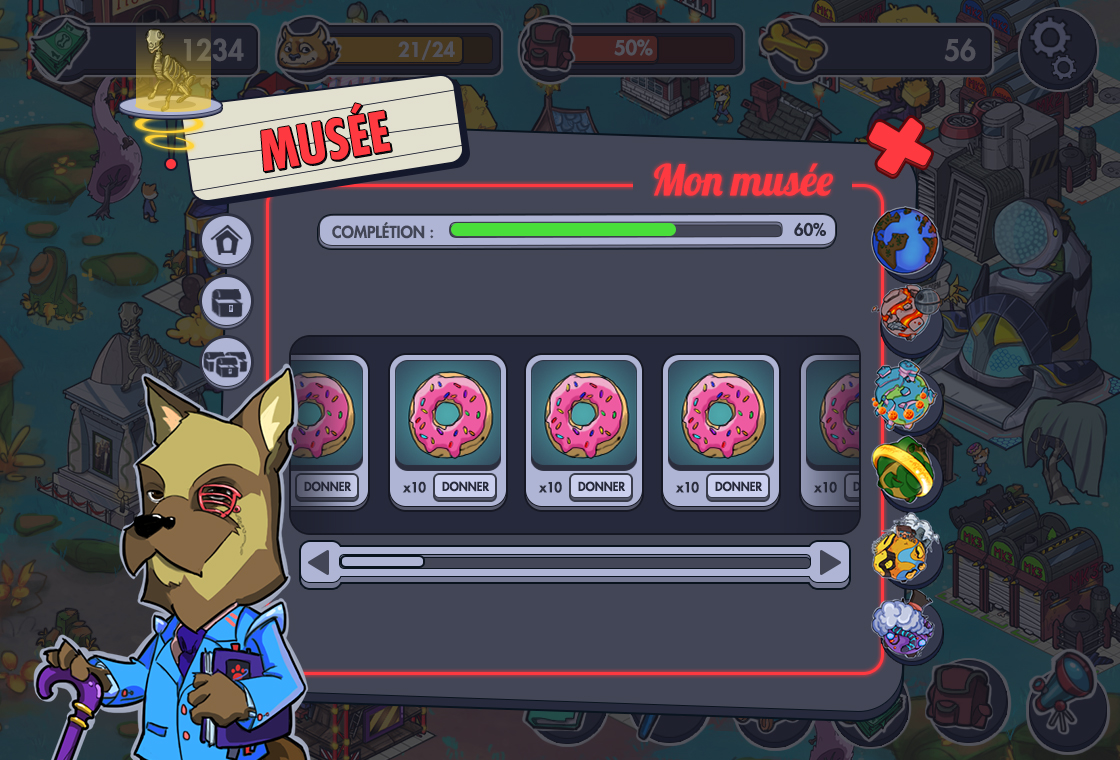 1234
21/24
50%
56
MUSÉE
Mon musée
COMPLÉTION :
60%
DONNER
x10 DONNER
x10 DONNER
x10 DONNER
x10